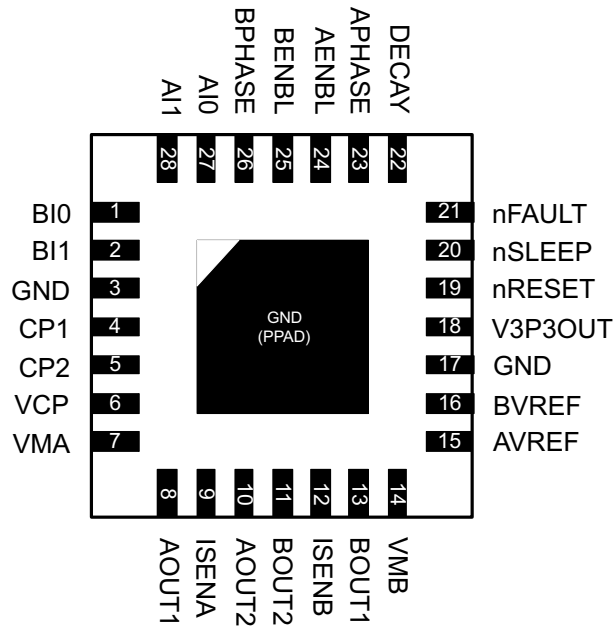 AI1
AI0
BPHASE
BENBL
AENBL
APHASE
DECAY
28
27
26
25
24
23
22
BI0 1
BI1 2
GND 3
CP1 4
CP2 5
VCP 6
VMA 7
GND
(PPAD)
21 nFAULT
20 nSLEEP
19 nRESET
18 V3P3OUT
17 GND
16 BVREF
15 AVREF
8
9
10
11
12
13
14
AOUT1
ISENA
AOUT2
BOUT2
ISENB
BOUT1
VMB